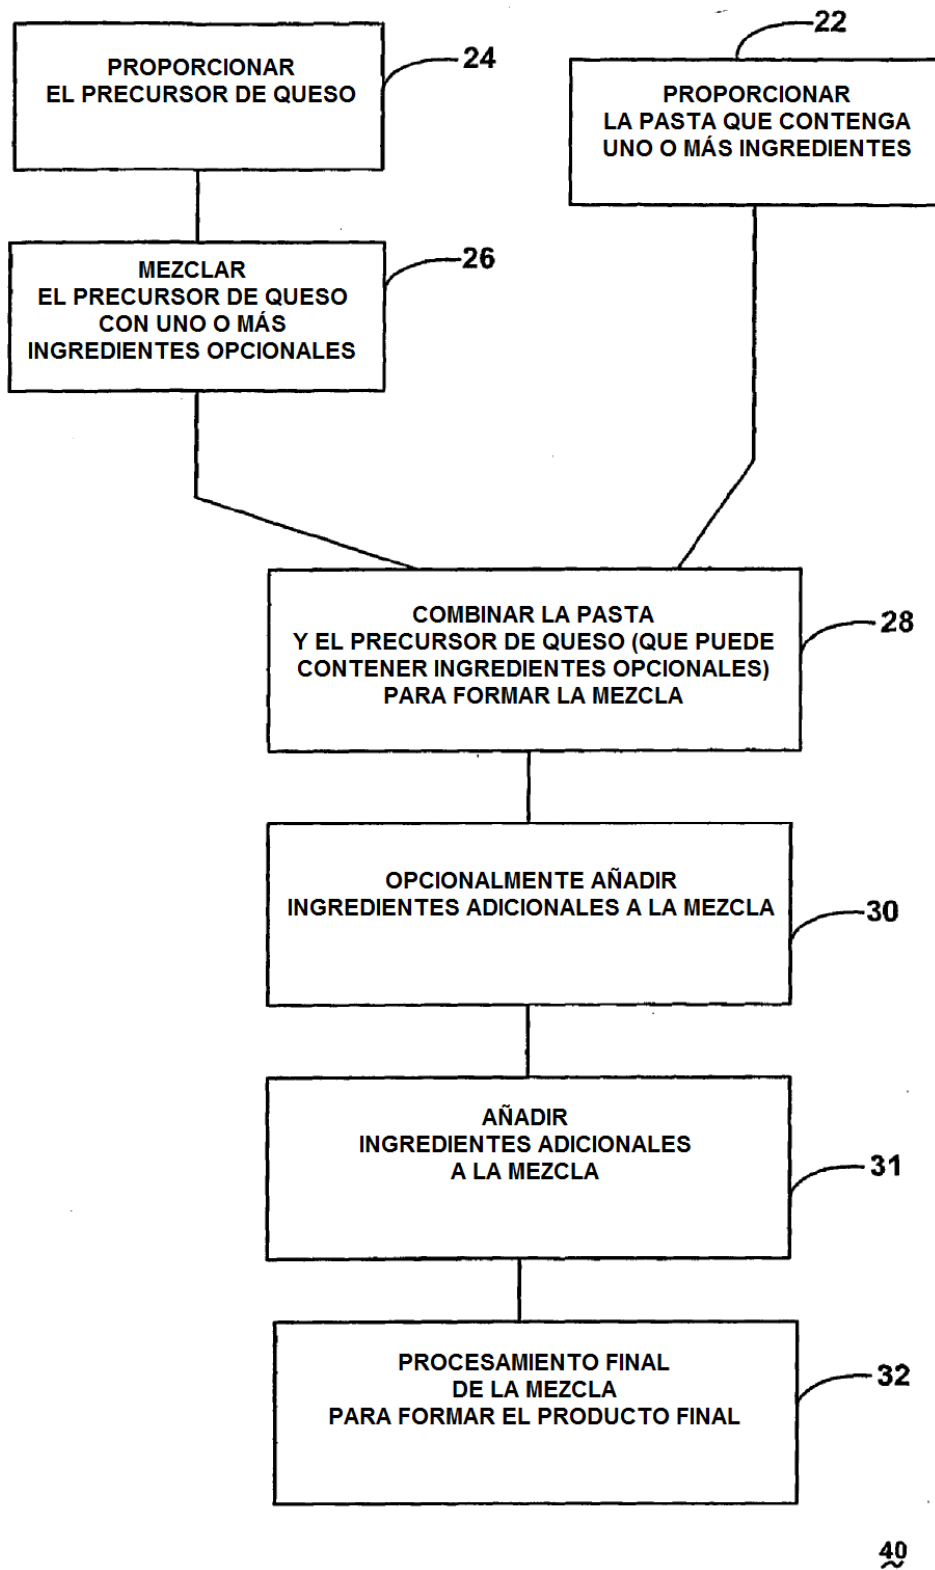 PROPORCIONAR
EL PRECURSOR DE QUESO
24
22
PROPORCIONAR
LA PASTA QUE CONTENGA
UNO O MÁS INGREDIENTES
MEZCLAR
EL PRECURSOR DE QUESO
CON UNO O MÁS
INGREDIENTES OPCIONALES
26
COMBINAR LA PASTA
Y EL PRECURSOR DE QUESO (QUE PUEDE
CONTENER INGREDIENTES OPCIONALES)
PARA FORMAR LA MEZCLA
28
OPCIONALMENTE AÑADIR
INGREDIENTES ADICIONALES A LA MEZCLA
30
AÑADIR
INGREDIENTES ADICIONALES
A LA MEZCLA
31
PROCESAMIENTO FINAL
DE LA MEZCLA
PARA FORMAR EL PRODUCTO FINAL
32
40